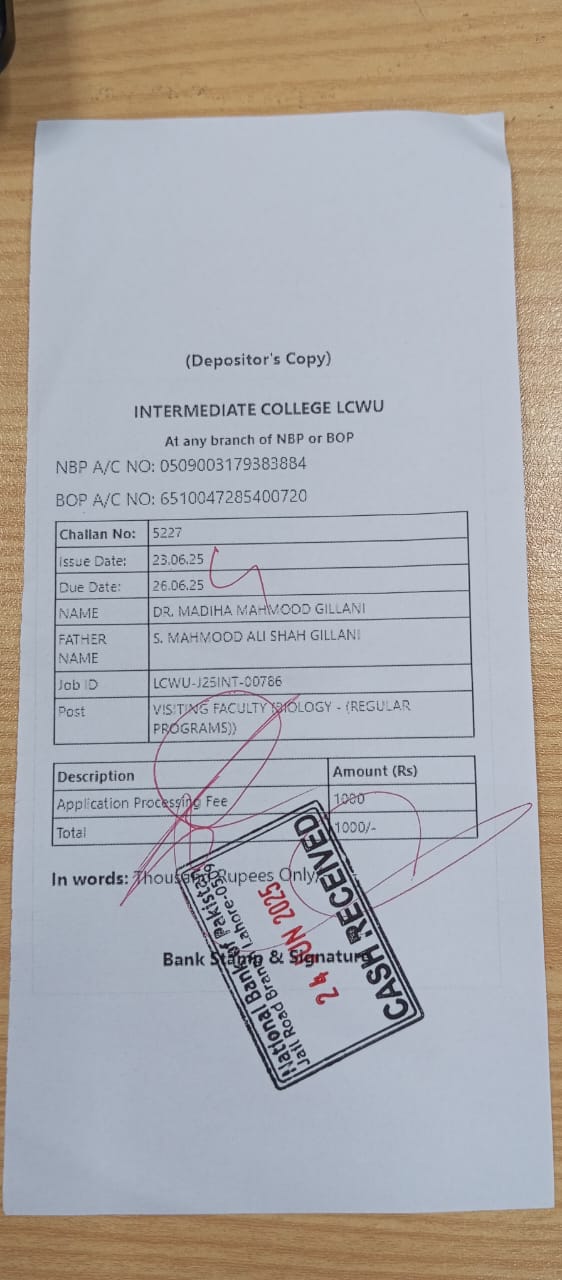 (Depositor's Copy)
INTERMEDIATE COLLEGE LCWU
At any branch of NBP or BOP
NBP A/C NO: 0509003179383884
BOP A/C NO: 6510047285400720
Challan No: 5227
Issue Date: 23.06.25
Due Date: 26.06.25
NAME DR. MADIHA MAHMOOD GILLANI
FATHER NAME S. MAHMOOD ALI SHAH GILLANI
Job ID LCWU-J25INT-00786
Post VISITING FACULTY (BIOLOGY - (REGULAR
PROGRAMS))
Description Amount (Rs)
Application Processing Fee 1000
Total 1000/-
In words: Thousand Rupees Only
Bank Stamp & Signature
National Bank of Pakistan
Jail Road Branch Lahore-0509
24 JUN 2025
CASH RECEIVED